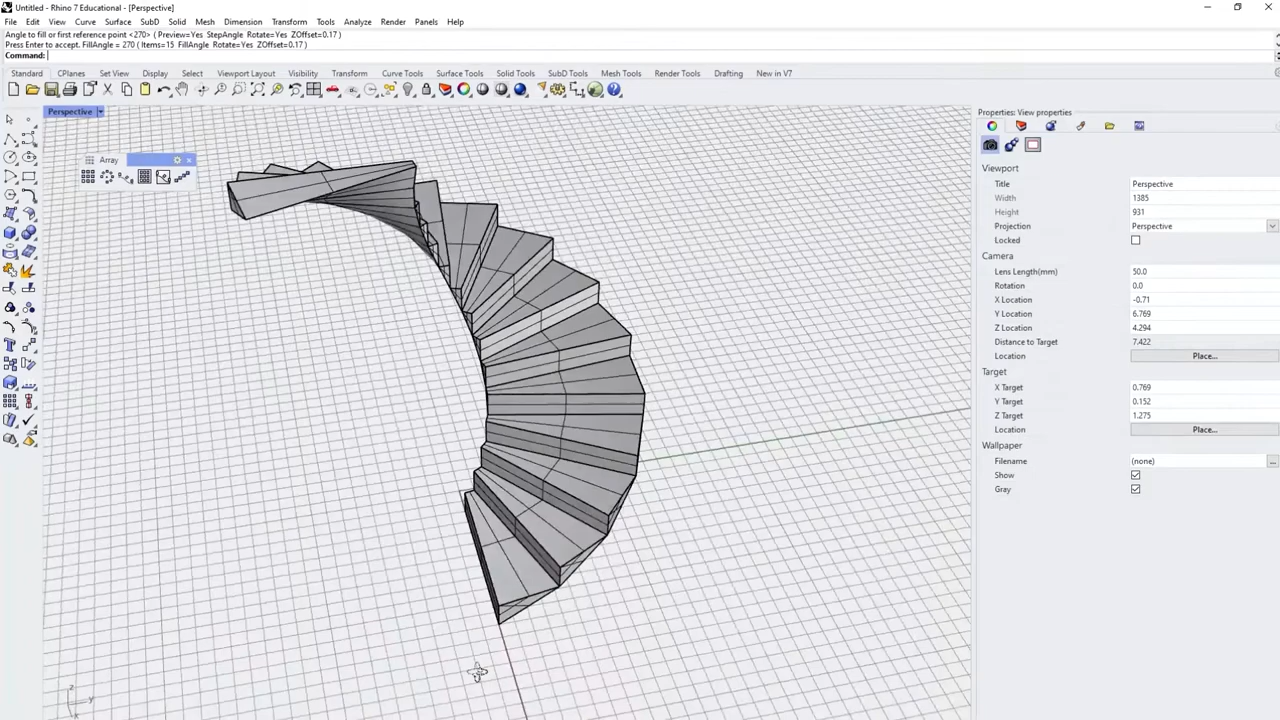 Untitled - Rhino 7 Educational - [Perspective]
File Edit View Curve Surface SubD Solid Mesh Dimension Transform Tools Analyze Render Panels Help
Angle to fill or first reference point <270> ( Preview=Yes StepAngle Rotate=Yes ZOffset=0.17 )
Press Enter to accept. FillAngle = 270 ( Items=15 FillAngle Rotate=Yes ZOffset=0.17 )
Command:
Standard CPlanes Set View Display Select Viewport Layout Visibility Transform Curve Tools Surface Tools Solid Tools SubD Tools Mesh Tools Render Tools Drafting New in V7
Perspective
Array
Properties: View properties
Viewport
Title Perspective
Width 1385
Height 931
Projection Perspective
Locked
Camera
Lens Length(mm) 50.0
Rotation 0.0
X Location -0.71
Y Location 6.769
Z Location 4.294
Distance to Target 7.422
Location Place...
Target
X Target 0.769
Y Target 0.152
Z Target 1.275
Location Place...
Wallpaper
Filename (none) ...
Show
Gray
z
y
x